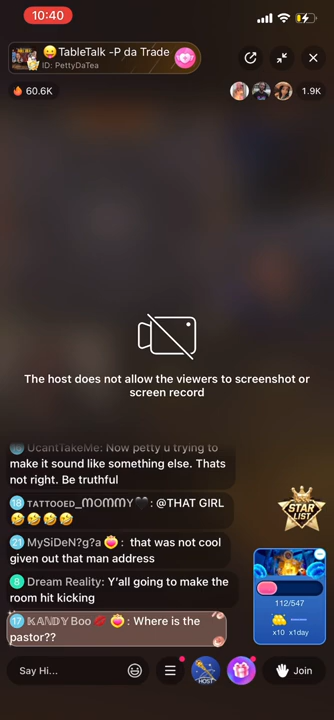 10:40
😛TableTalk -P da Trade
ID: PettyDaTea
60.6K
1.9K
The host does not allow the viewers to screenshot or
screen record
UcantTakeMe: Now petty u trying to
make it sound like something else. Thats
not right. Be truthful
18 ᴛᴀᴛᴛᴏᴏᴇᴅ_ᗰOᗰᗰY🖤: @THAT GIRL
🤣🤣🤣🤣
21 MySiDeN?g?a 😍: that was not cool
given out that man address
8 Dream Reality: Y'all going to make the
room hit kicking
17 𝕂𝔸ℕ𝔻𝕐 Boo 💋 😍: Where is the
pastor??
STAR
LIST
112/547
x10 x1day
Say Hi...
HOST
Join